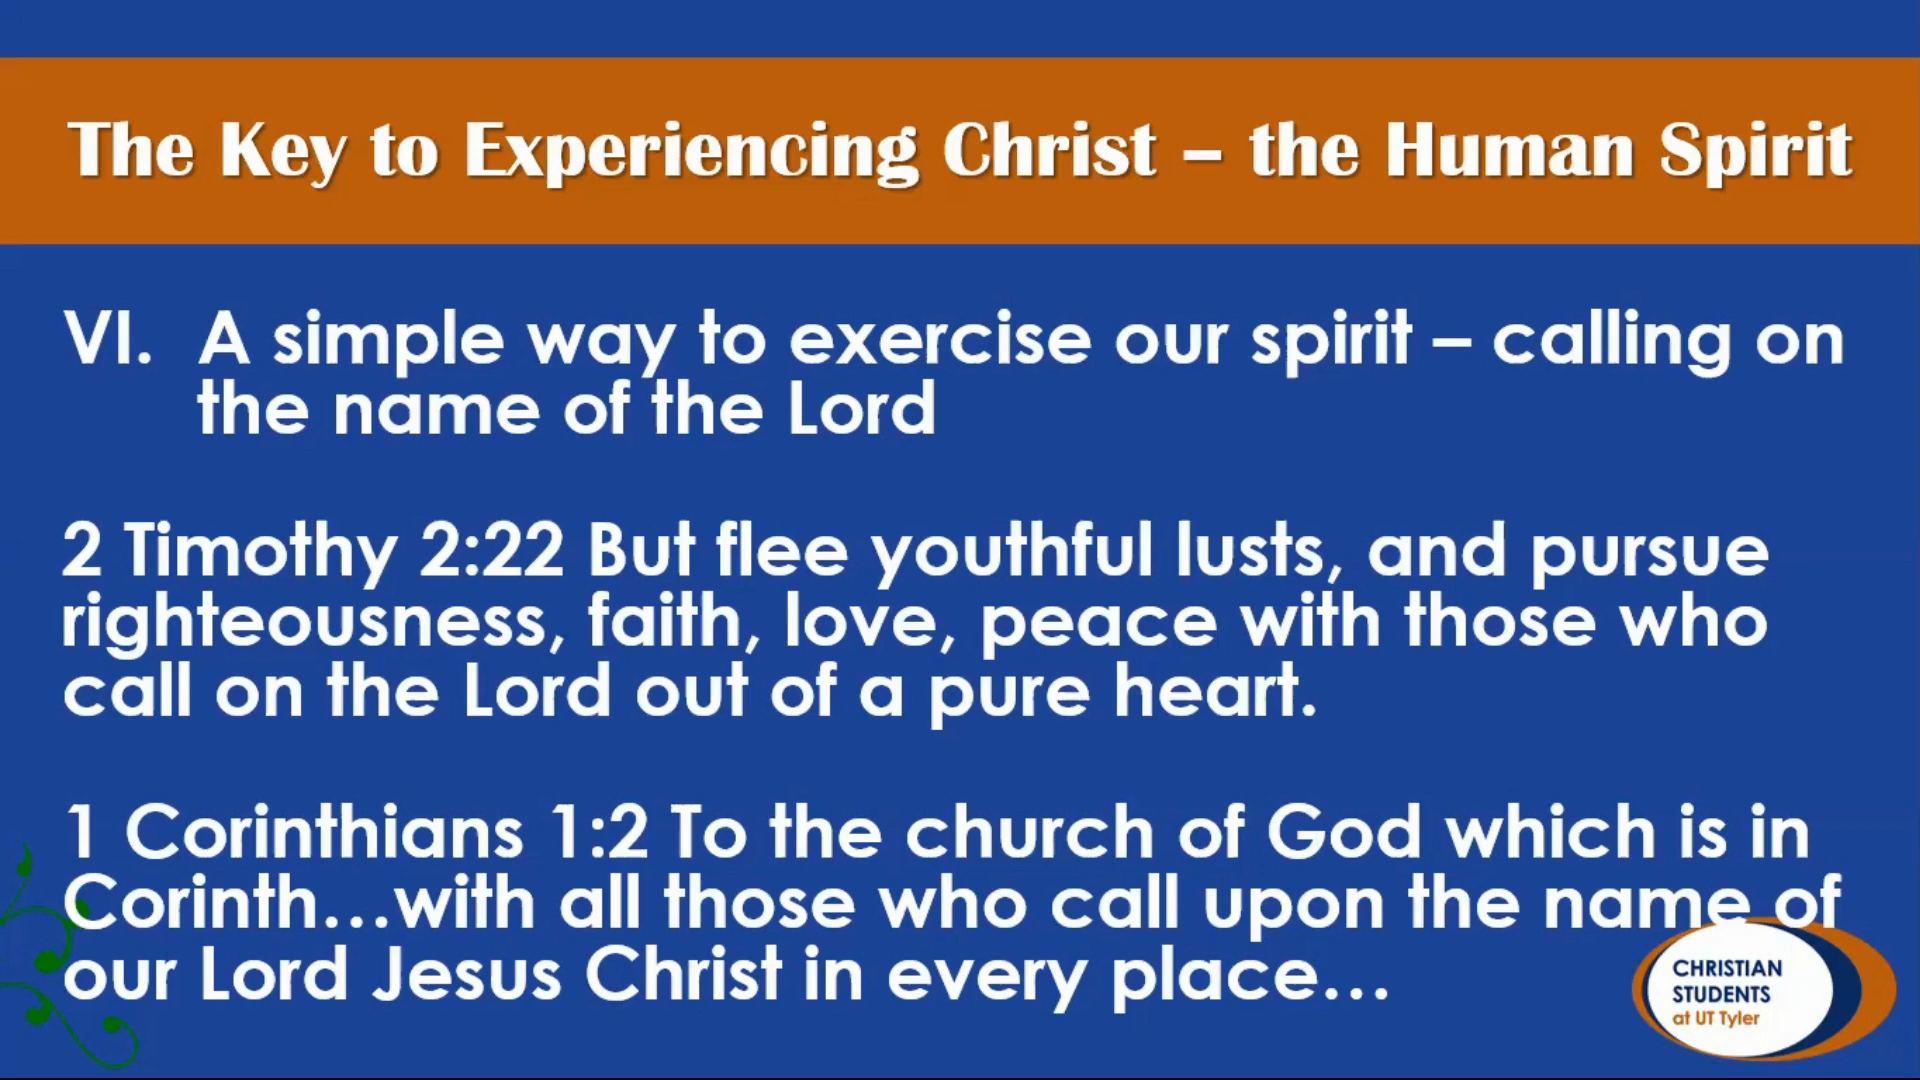 The Key to Experiencing Christ – the Human Spirit
VI. A simple way to exercise our spirit – calling on
the name of the Lord
2 Timothy 2:22 But flee youthful lusts, and pursue
righteousness, faith, love, peace with those who
call on the Lord out of a pure heart.
1 Corinthians 1:2 To the church of God which is in
Corinth…with all those who call upon the name of
our Lord Jesus Christ in every place…
CHRISTIAN
STUDENTS
at UT Tyler